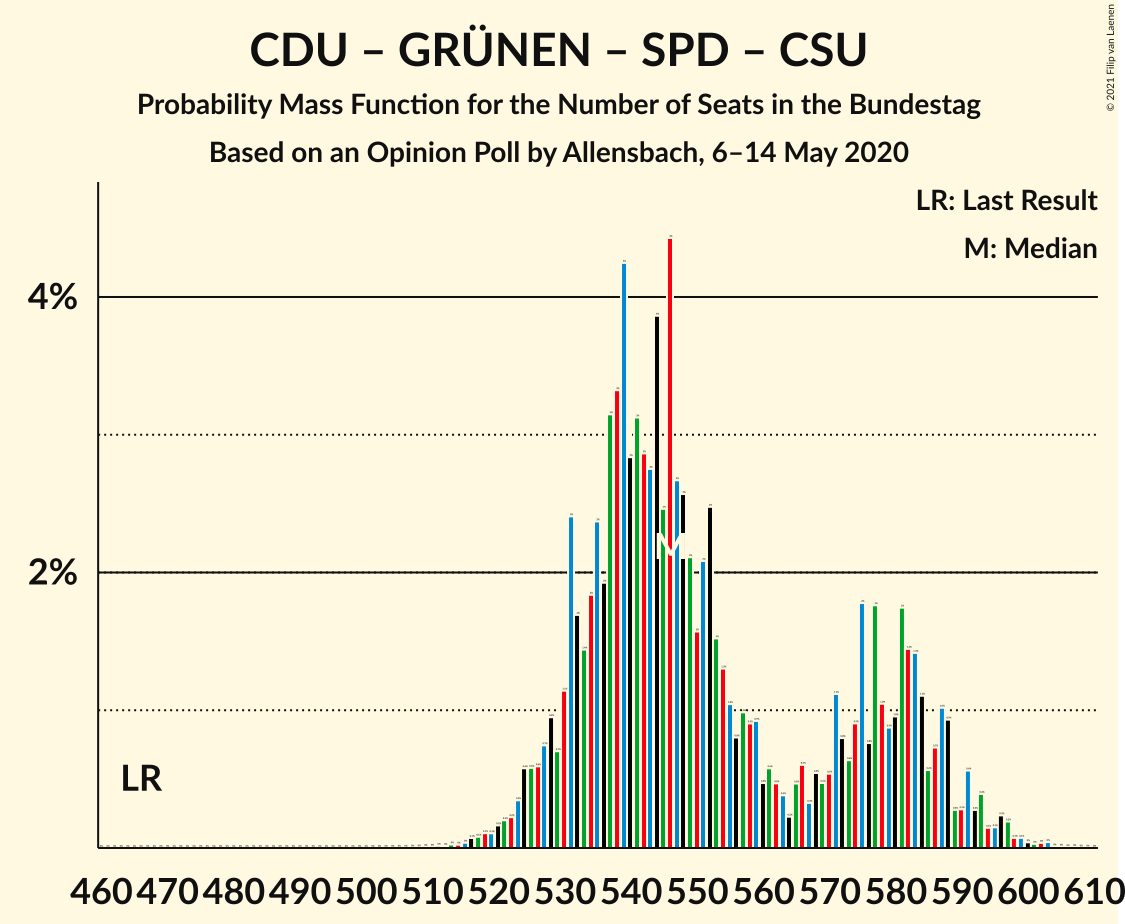 CDU – GRÜNEN – SPD – CSU
Probability Mass Function for the Number of Seats in the Bundestag
Based on an Opinion Poll by Allensbach, 6–14 May 2020
© 2021 Filip van Laenen
LR: Last Result
M: Median
4%
2%
M
LR
460 470 480 490 500 510 520 530 540 550 560 570 580 590 600 610